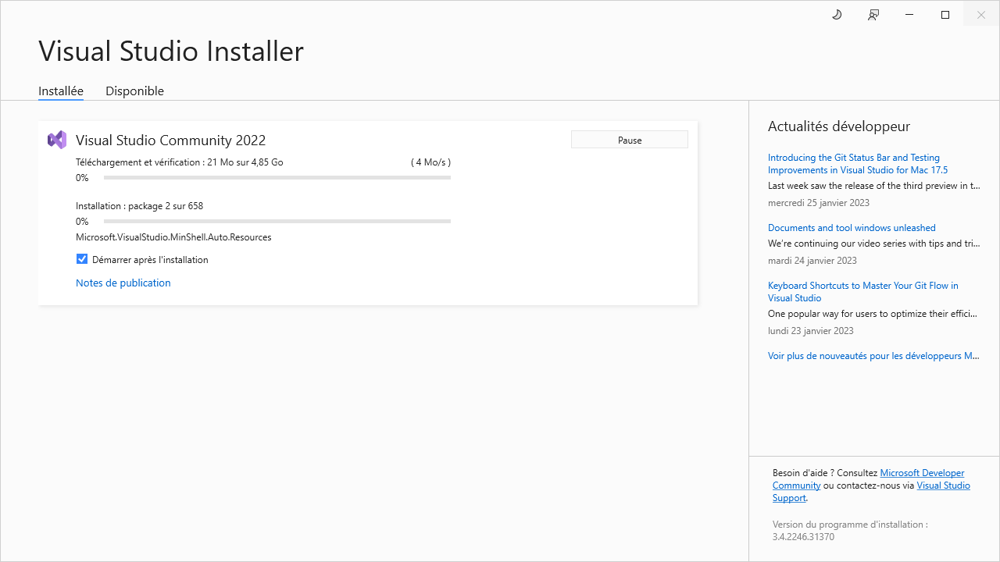 Visual Studio Installer
Installée
Disponible
Visual Studio Community 2022
Pause
Téléchargement et vérification : 21 Mo sur 4,85 Go
( 4 Mo/s )
0%
Installation : package 2 sur 658
0%
Microsoft.VisualStudio.MinShell.Auto.Resources
Démarrer après l'installation
Notes de publication
Actualités développeur
Introducing the Git Status Bar and Testing
Improvements in Visual Studio for Mac 17.5
Last week saw the release of the third preview in t...
mercredi 25 janvier 2023
Documents and tool windows unleashed
We're continuing our video series with tips and tri...
mardi 24 janvier 2023
Keyboard Shortcuts to Master Your Git Flow in
Visual Studio
One popular way for users to optimize their effici...
lundi 23 janvier 2023
Voir plus de nouveautés pour les développeurs M...
Besoin d'aide ? Consultez Microsoft Developer
Community ou contactez-nous via Visual Studio
Support.
Version du programme d'installation :
3.4.2246.31370